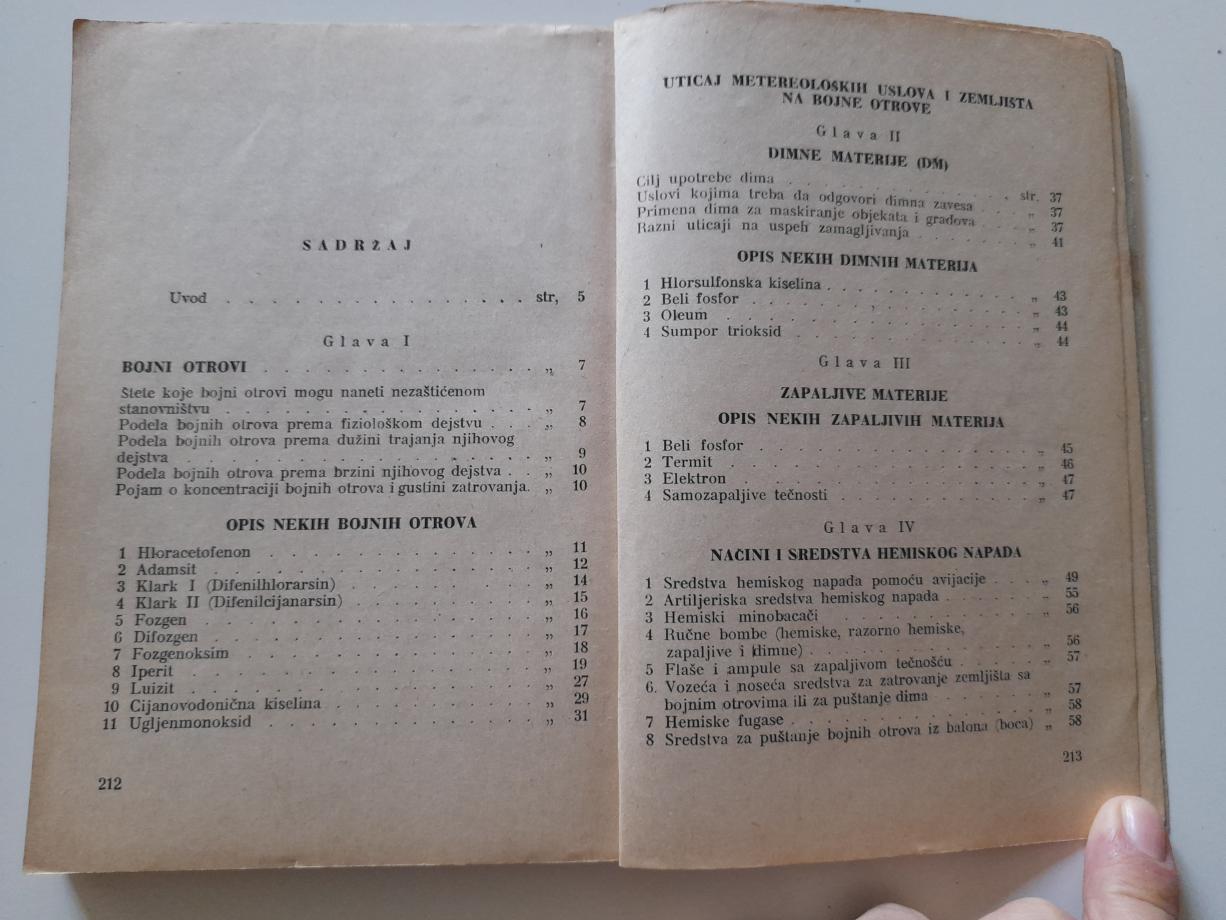 SADRŽAJ
Uvod . . . . . . . . . . . . . . . . str, 5
Glava I
BOJNI OTROVI . . . . . . . . . . . . . . „ 7
Štete koje bojni otrovi mogu naneti nezaštićenom
stanovništvu . . . . . . . . . . . . . . . „ 7
Podela bojnih otrova prema fiziološkom dejstvu . . . „ 8
Podela bojnih otrova prema dužini trajanja njihovog
dejstva . . . . . . . . . . . . . . . . . „ 9
Podela bojnih otrova prema brzini njihovog dejstva . . „ 10
Pojam o koncentraciji bojnih otrova i gustini zatrovanja. „ 10
OPIS NEKIH BOJNIH OTROVA
1 Hloracetofenon . . . . . . . . . . . . . „ 11
2 Adamsit . . . . . . . . . . . . . . . „ 12
3 Klark I (Difenilhlorarsin) . . . . . . . . . „ 14
4 Klark II (Difenilcijanarsin) . . . . . . . . . „ 15
5 Fozgen . . . . . . . . . . . . . . . „ 16
6 Difozgen . . . . . . . . . . . . . . . „ 17
7 Fozgenoksim . . . . . . . . . . . . . . „ 18
8 Iperit . . . . . . . . . . . . . . . . „ 19
9 Luizit . . . . . . . . . . . . . . . . „ 27
10 Cijanovodonična kiselina . . . . . . . . . . „ 29
11 Ugljenmonoksid . . . . . . . . . . . . . „ 31
212
UTICAJ METEREOLOŠKIH USLOVA I ZEMLJIŠTA
NA BOJNE OTROVE
Glava II
DIMNE MATERIJE (DM)
Cilj upotrebe dima . . . . . . . . . . . . str. 37
Uslovi kojima treba da odgovori dimna zavesa . . . „ 37
Primena dima za maskiranje objekata i gradova . . . „ 37
Razni uticaji na uspeh zamagljivanja . . . . . . „ 41
OPIS NEKIH DIMNIH MATERIJA
1 Hlorsulfonska kiselina . . . . . . . . . . . „ 43
2 Beli fosfor . . . . . . . . . . . . . . . „ 43
3 Oleum . . . . . . . . . . . . . . . . „ 44
4 Sumpor trioksid . . . . . . . . . . . . . „ 44
Glava III
ZAPALJIVE MATERIJE
OPIS NEKIH ZAPALJIVIH MATERIJA
1 Beli fosfor . . . . . . . . . . . . . . . „ 45
2 Termit . . . . . . . . . . . . . . . . „ 46
3 Elektron . . . . . . . . . . . . . . . . „ 47
4 Samozapaljive tečnosti . . . . . . . . . . . „ 47
Glava IV
NAČINI I SREDSTVA HEMISKOG NAPADA
1 Sredstva hemiskog napada pomoću avijacije . . . . „ 49
2 Artiljeriska sredstva hemiskog napada . . . . . . „ 55
3 Hemiski minobacači . . . . . . . . . . . . „ 56
4 Ručne bombe (hemiske, razorno hemiske,
zapaljive i dimne) . . . . . . . . . . . . „ 56
5 Flaše i ampule sa zapaljivom tečnošću . . . . . „ 57
6. Vozeća i noseća sredstva za zatrovanje zemljišta sa
bojnim otrovima ili za puštanje dima . . . . . . „ 57
7 Hemiske fugase . . . . . . . . . . . . . „ 58
8 Sredstva za puštanje bojnih otrova iz balona (boca) „ 58
213